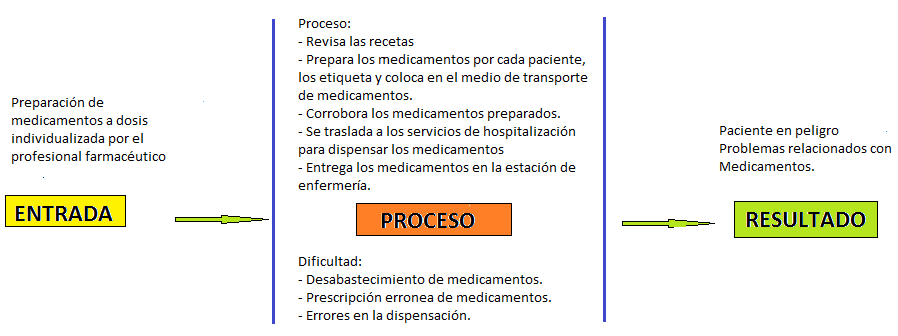 Preparación de
medicamentos a dosis
individualizada por el
profesional farmacéutico
ENTRADA
Proceso:
- Revisa las recetas
- Prepara los medicamentos por cada paciente,
los etiqueta y coloca en el medio de transporte
de medicamentos.
- Corrobora los medicamentos preparados.
- Se traslada a los servicios de hospitalización
para dispensar los medicamentos
- Entrega los medicamentos en la estación de
enfermería.
PROCESO
Dificultad:
- Desabastecimiento de medicamentos.
- Prescripción erronea de medicamentos.
- Errores en la dispensación.
Paciente en peligro
Problemas relacionados con
Medicamentos.
RESULTADO